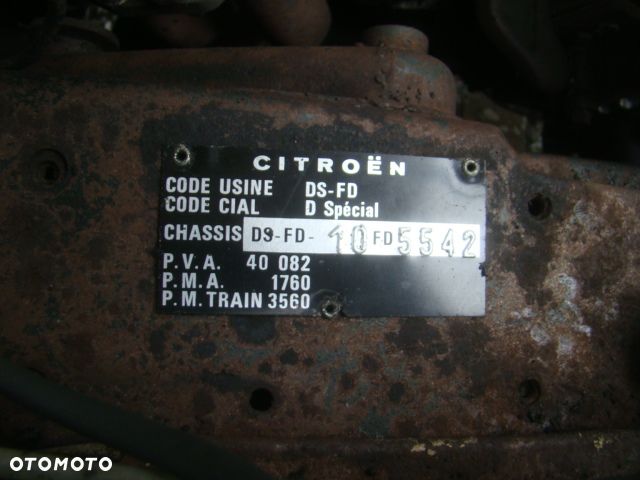 CITROËN
CODE USINE DS-FD
CODE CIAL D Spécial
CHASSIS DS-FD- 10 FD 5542
P.V.A. 40 082
P.M.A. 1760
P.M. TRAIN 3560
OTOMOTO